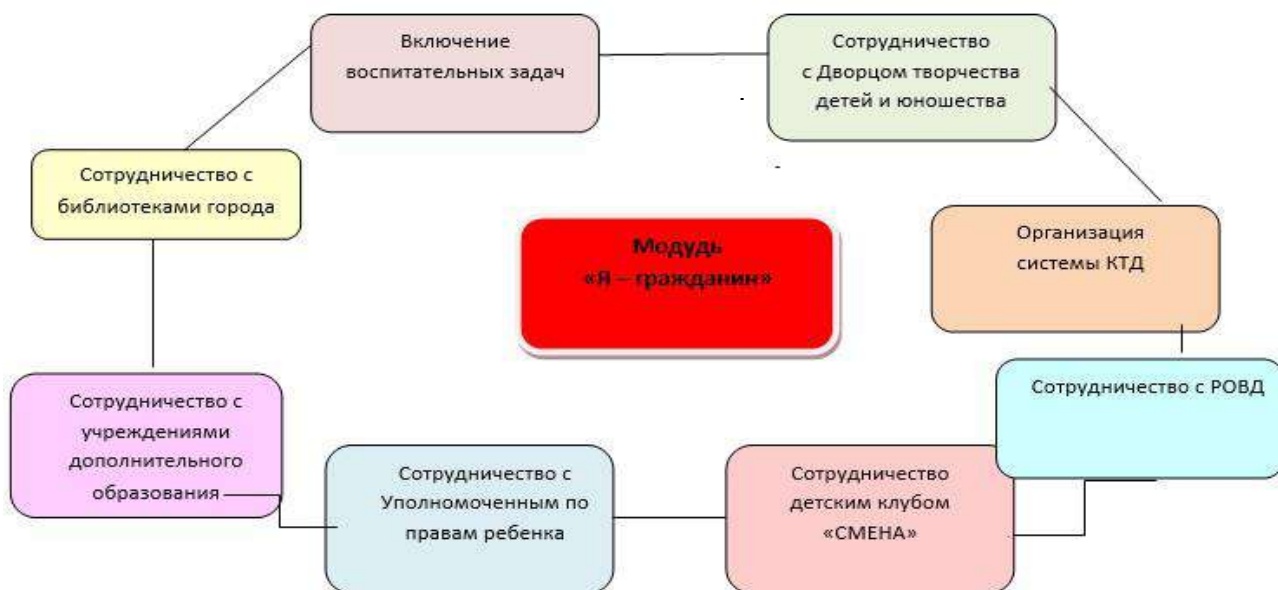 Включение
воспитательных задач
Сотрудничество
с Дворцом творчества
детей и юношества
Сотрудничество с
библиотеками города
Модудь
«Я – гражданин»
Организация
системы КТД
Сотрудничество с РОВД
Сотрудничество с
учреждениями
дополнительного
образования
Сотрудничество с
Уполномоченным по
правам ребенка
Сотрудничество
детским клубом
«СМЕНА»